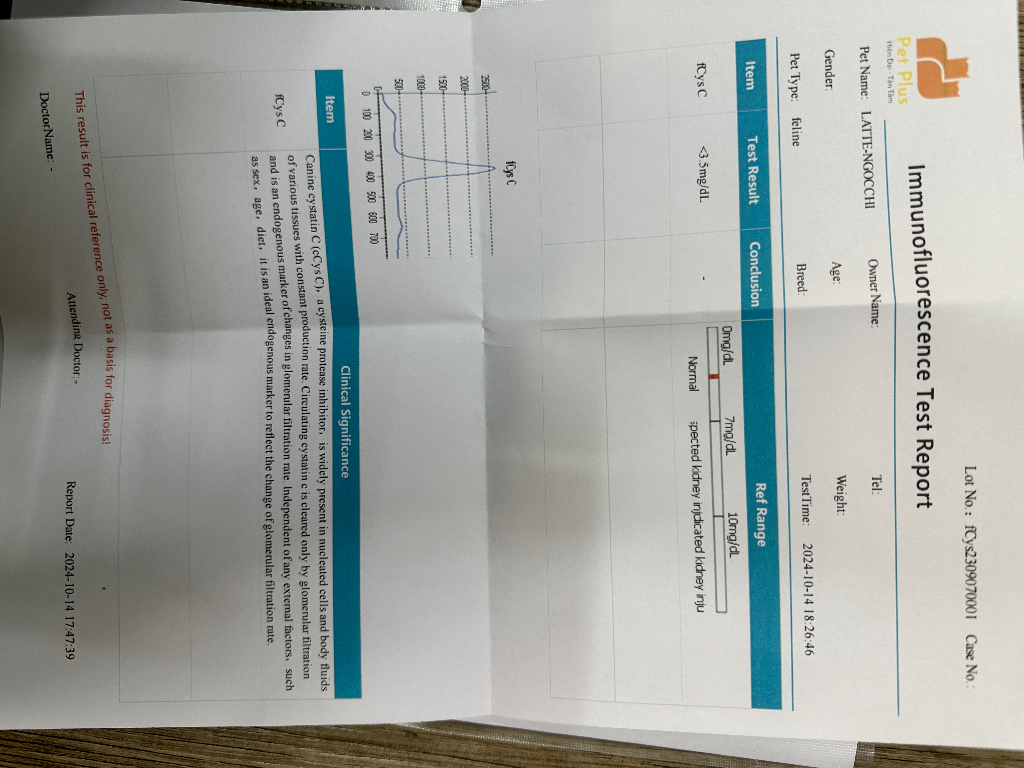 Pet Plus
Hiện Đại - Tận Tâm
Lot No.: fCys2309070001 Case No.:
Immunofluorescence Test Report
Pet Name: LATTE-NGOCCHI Owner Name: Tel:
Gender: Age: Weight:
Pet Type: feline Breed: TestTime: 2024-10-14 18:26:46
Item Test Result Conclusion Ref Range
0mg/dL 7mg/dL 10mg/dL
fCys C <3.5mg/dL -
Normal spected kidney injdicated kidney inju
fCys C
2500
2000
1500
1000
500
0
0 100 200 300 400 500 600 700
Item Clinical Significance
fCys C
Canine cystatin C (cCys C), a cysteine protease inhibitor, is widely present in nucleated cells and body fluids
of various tissues with constant production rate. Circulating cystatin c is cleared only by glomerular filtration
and is an endogenous marker of changes in glomerular filtration rate. Independent of any external factors, such
as sex, age, diet, it is an ideal endogenous marker to reflect the change of glomerular filtration rate.
This result is for clinical reference only, not as a basis for diagnosis!
DoctorName: - Attending Doctor: - Report Date: 2024-10-14 17:47:39